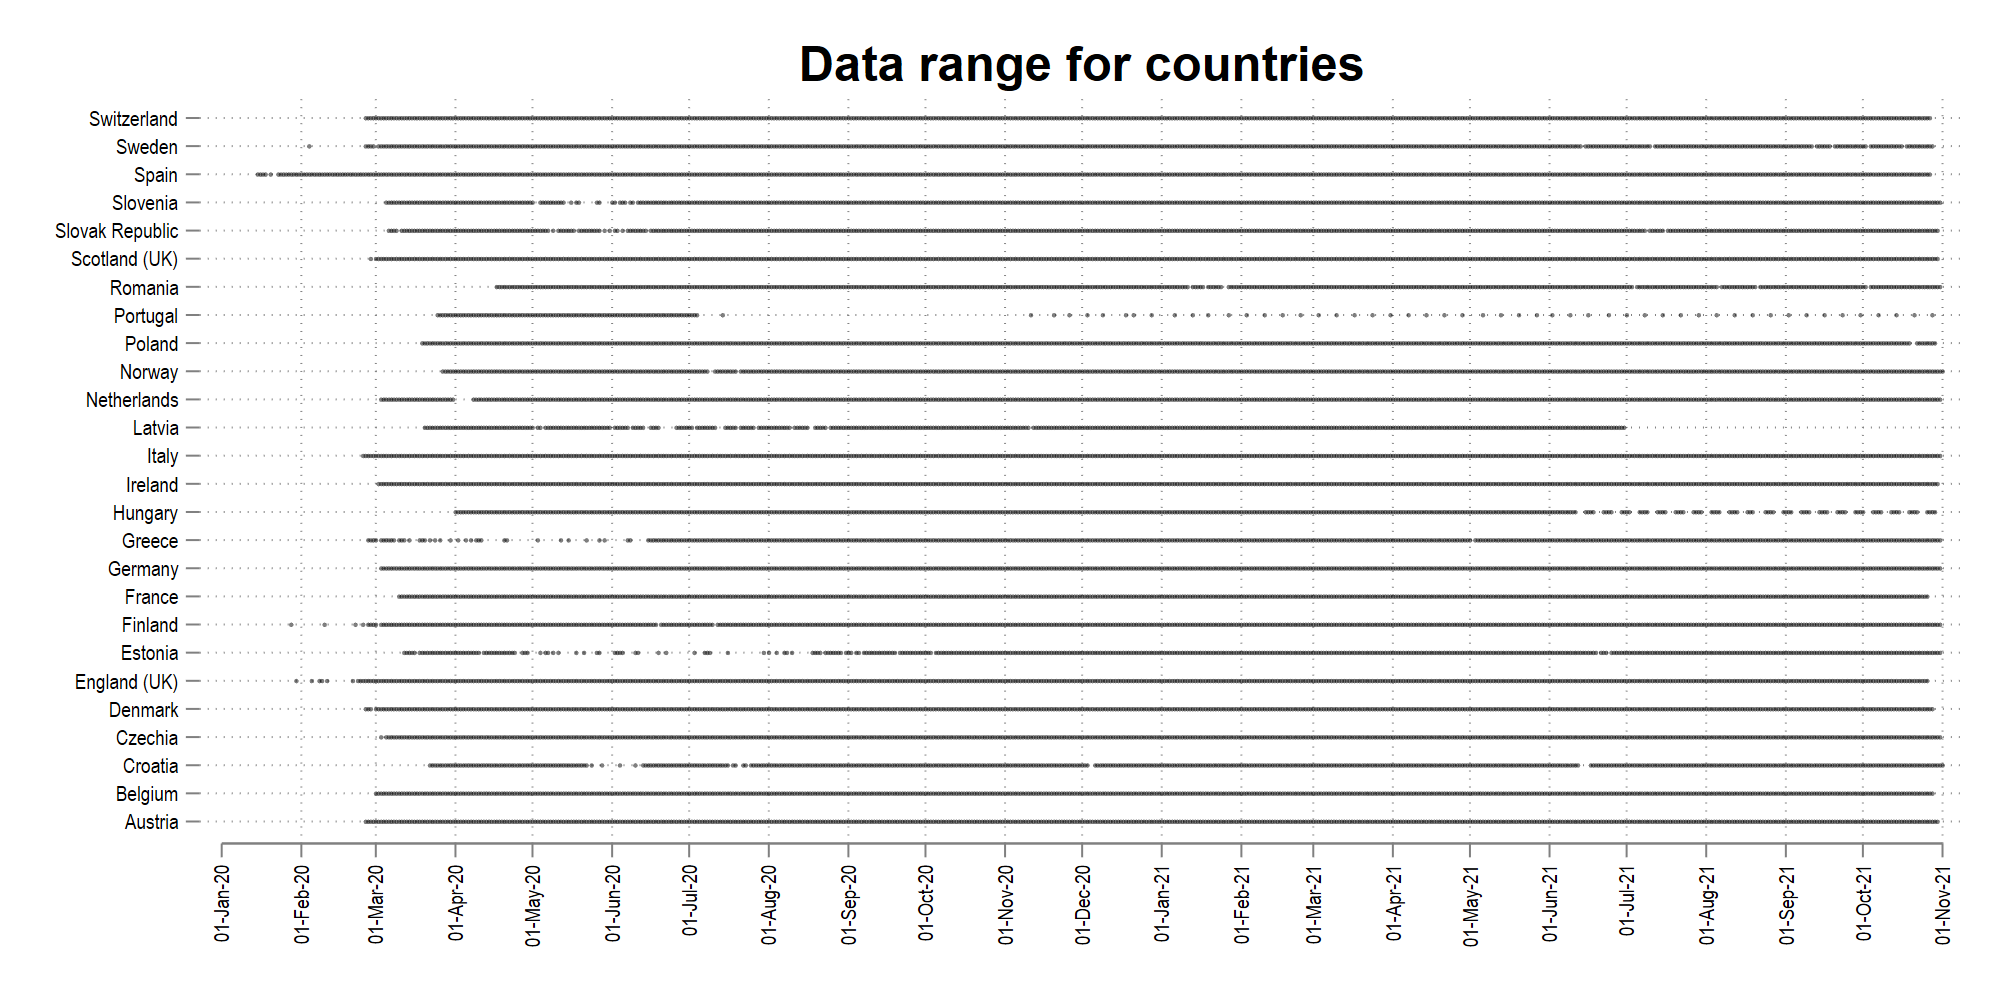 Data range for countries
Switzerland
Sweden
Spain
Slovenia
Slovak Republic
Scotland (UK)
Romania
Portugal
Poland
Norway
Netherlands
Latvia
Italy
Ireland
Hungary
Greece
Germany
France
Finland
Estonia
England (UK)
Denmark
Czechia
Croatia
Belgium
Austria
01-Jan-20
01-Feb-20
01-Mar-20
01-Apr-20
01-May-20
01-Jun-20
01-Jul-20
01-Aug-20
01-Sep-20
01-Oct-20
01-Nov-20
01-Dec-20
01-Jan-21
01-Feb-21
01-Mar-21
01-Apr-21
01-May-21
01-Jun-21
01-Jul-21
01-Aug-21
01-Sep-21
01-Oct-21
01-Nov-21